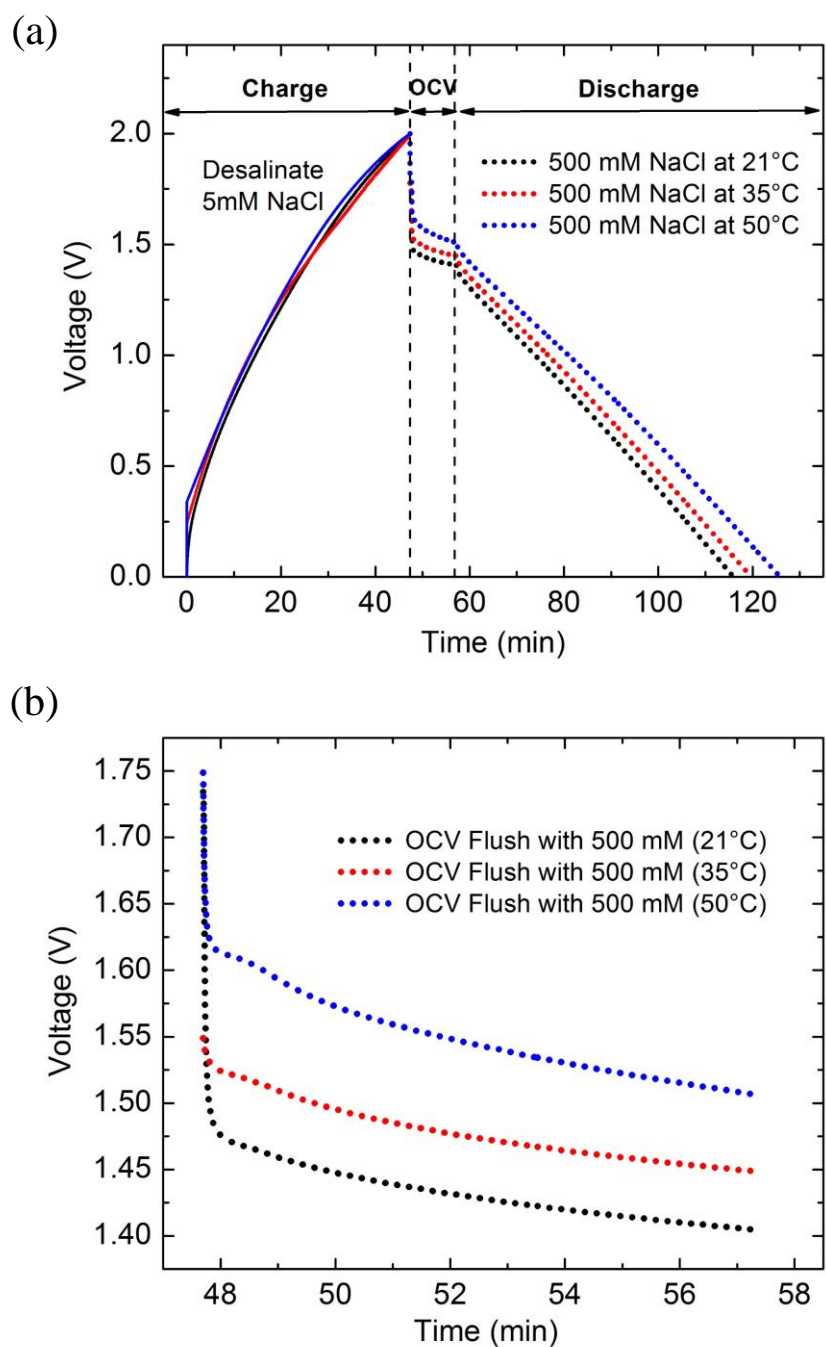 (a)
Charge OCV Discharge
Desalinate
5mM NaCl
500 mM NaCl at 21°C
500 mM NaCl at 35°C
500 mM NaCl at 50°C
Voltage (V)
2.0
1.5
1.0
0.5
0.0
0 20 40 60 80 100 120
Time (min)
(b)
Voltage (V)
1.75
1.70
1.65
1.60
1.55
1.50
1.45
1.40
OCV Flush with 500 mM (21°C)
OCV Flush with 500 mM (35°C)
OCV Flush with 500 mM (50°C)
48 50 52 54 56 58
Time (min)